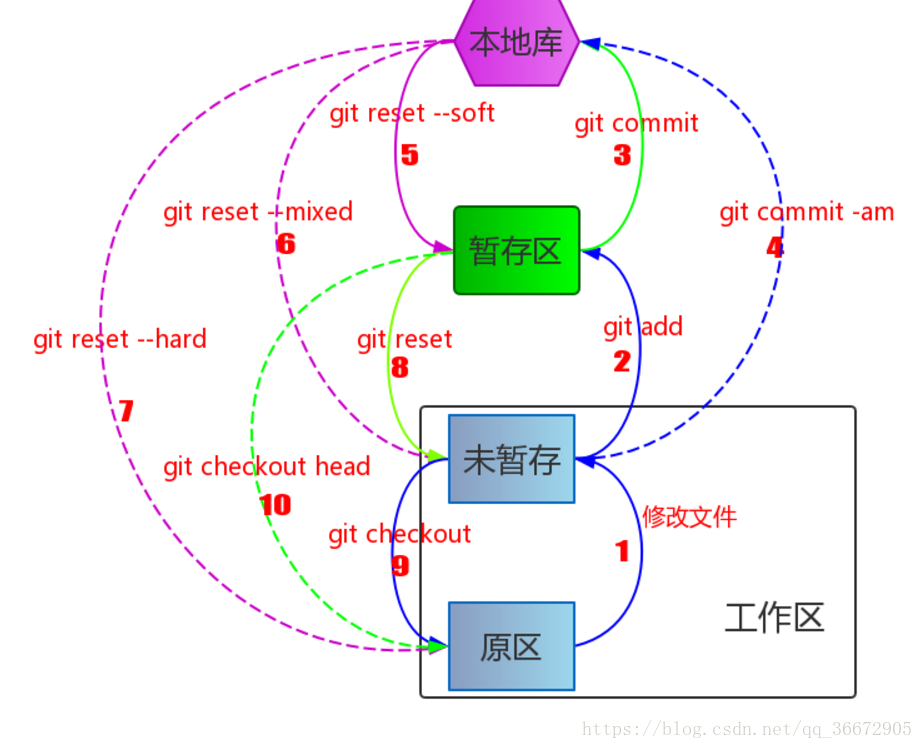 本地库
git reset --soft
5
git commit
3
git reset --mixed
6
git commit -am
4
暂存区
git reset --hard
7
git reset
8
git add
2
未暂存
git checkout head
10
git checkout
9
修改文件
1
工作区
原区
https://blog.csdn.net/qq_36672905